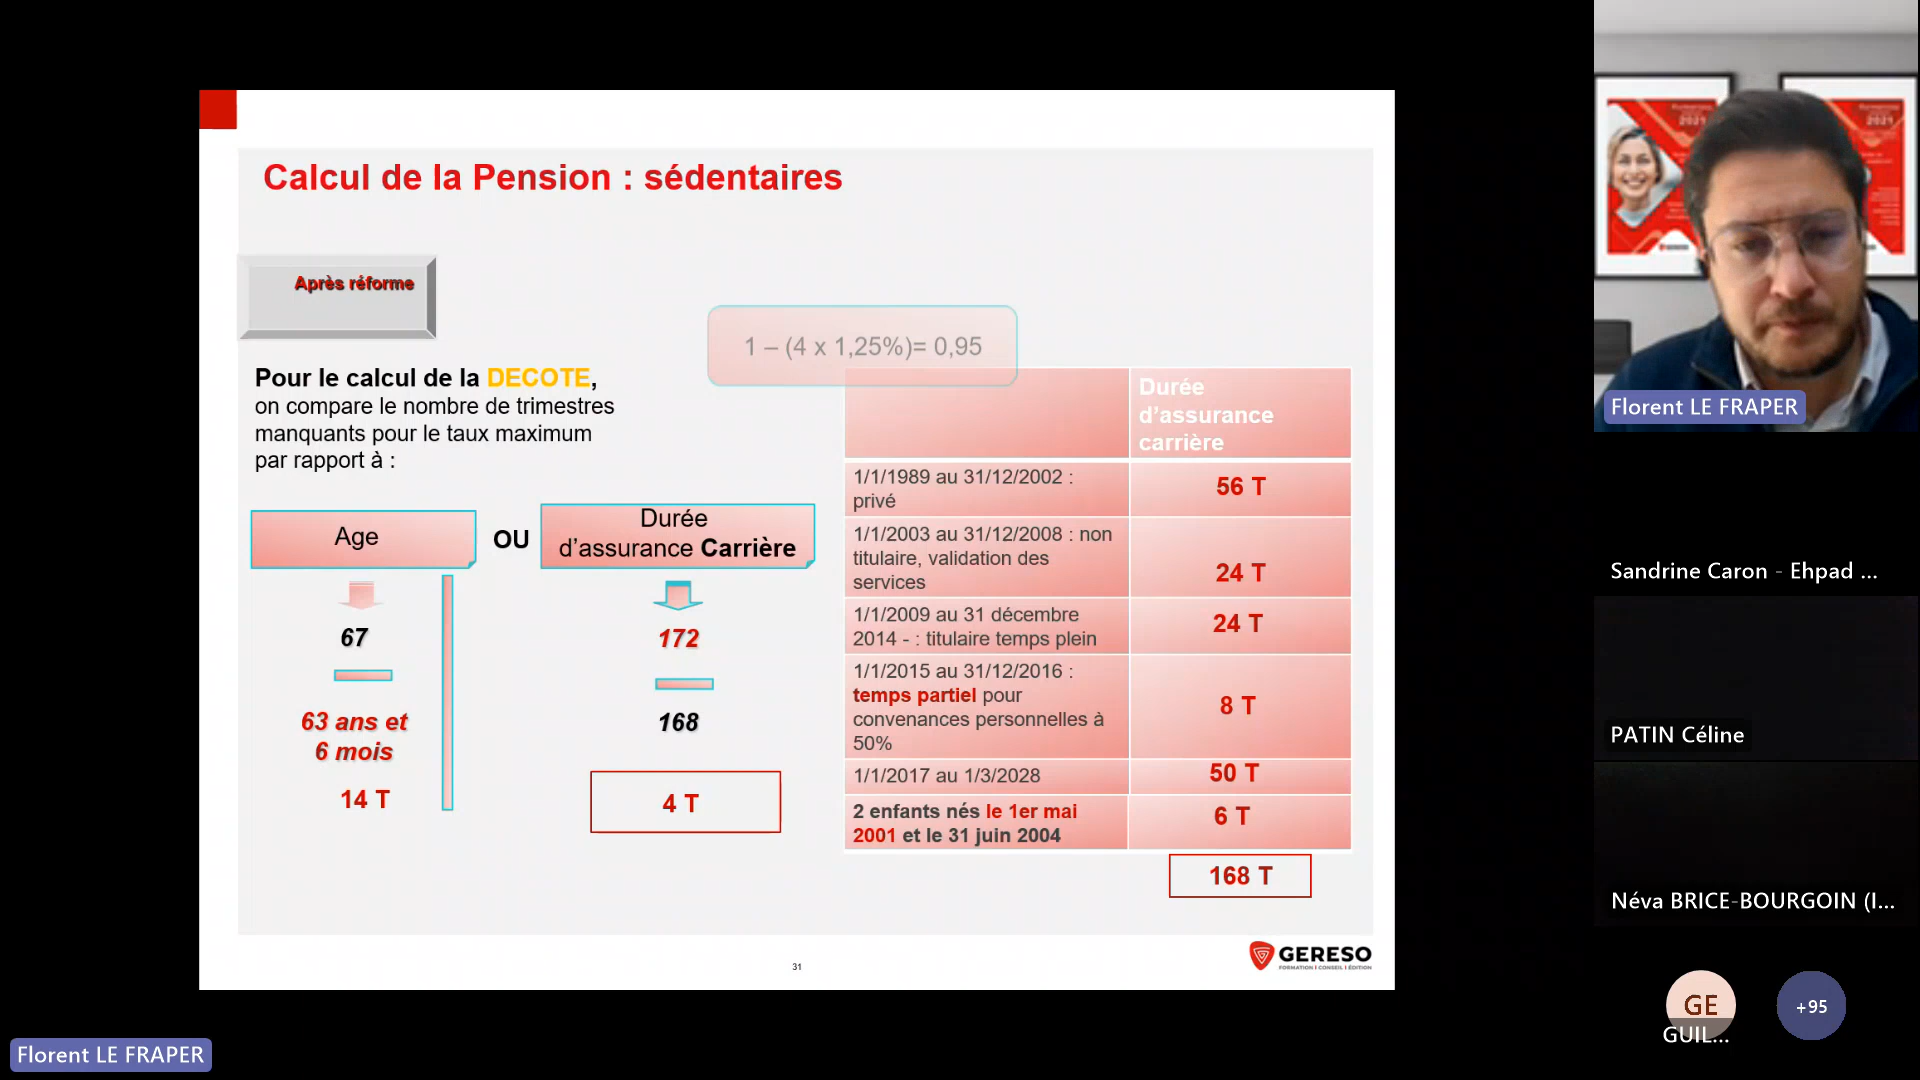 Calcul de la Pension : sédentaires
Après réforme
1 – (4 x 1,25%)= 0,95
Pour le calcul de la DECOTE,
on compare le nombre de trimestres
manquants pour le taux maximum
par rapport à :
Age
OU
Durée
d’assurance Carrière
67
63 ans et
6 mois
14 T
172
168
4 T
Durée
d’assurance
carrière
1/1/1989 au 31/12/2002 :
privé
56 T
1/1/2003 au 31/12/2008 : non
titulaire, validation des
services
24 T
1/1/2009 au 31 décembre
2014 - : titulaire temps plein
24 T
1/1/2015 au 31/12/2016 :
temps partiel pour
convenances personnelles à
50%
8 T
1/1/2017 au 1/3/2028
50 T
2 enfants nés le 1er mai
2001 et le 31 juin 2004
6 T
168 T
31
GERESO
FORMATION I CONSEIL I ÉDITION
2021
2021
Florent LE FRAPER
Sandrine Caron - Ehpad ...
PATIN Céline
Néva BRICE-BOURGOIN (I...
GE
GUIL...
+95
Florent LE FRAPER